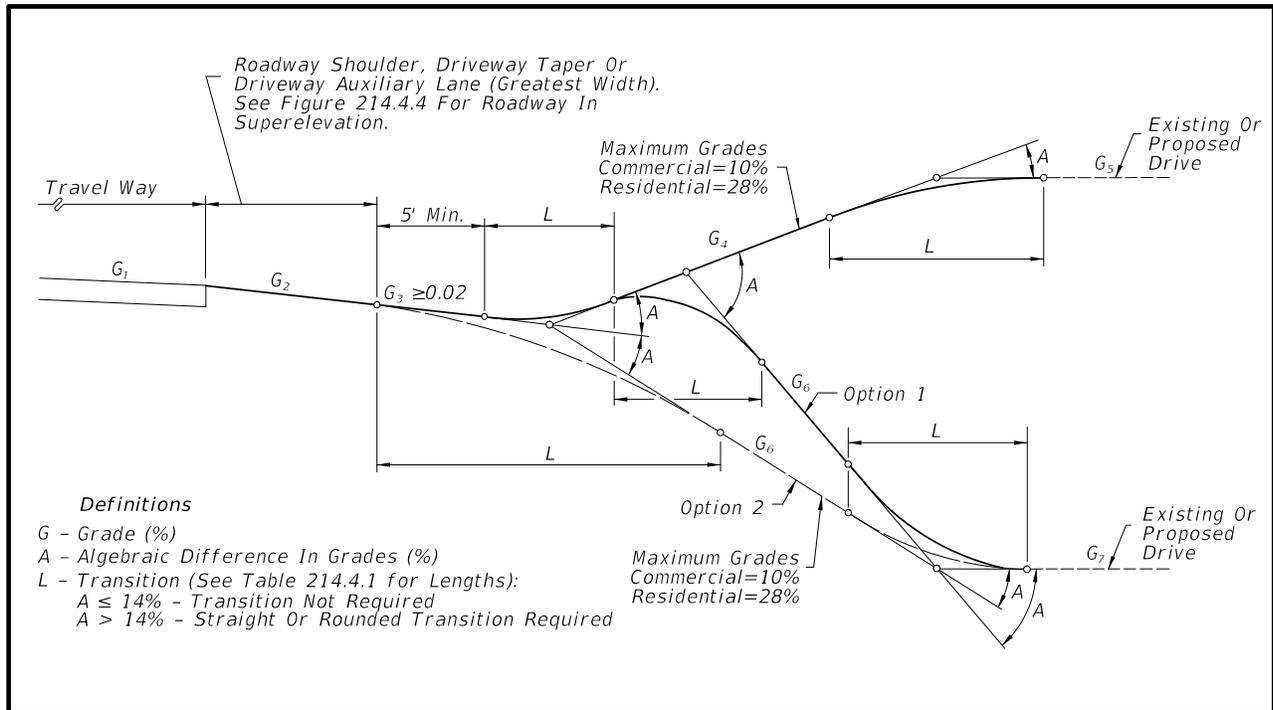 Roadway Shoulder, Driveway Taper Or
Driveway Auxiliary Lane (Greatest Width).
See Figure 214.4.4 For Roadway In
Superelevation.
Travel Way
Maximum Grades
Commercial=10%
Residential=28%
Existing Or
Proposed
Drive
A
G₅
5' Min.
L
G₄
L
A
G₁
G₂
G₃ ≥0.02
A
A
L
G₆
Option 1
L
L
G₆
Option 2
Maximum Grades
Commercial=10%
Residential=28%
Existing Or
Proposed
Drive
G₇
A
A
Definitions
G – Grade (%)
A – Algebraic Difference In Grades (%)
L – Transition (See Table 214.4.1 for Lengths):
A ≤ 14% – Transition Not Required
A > 14% – Straight Or Rounded Transition Required